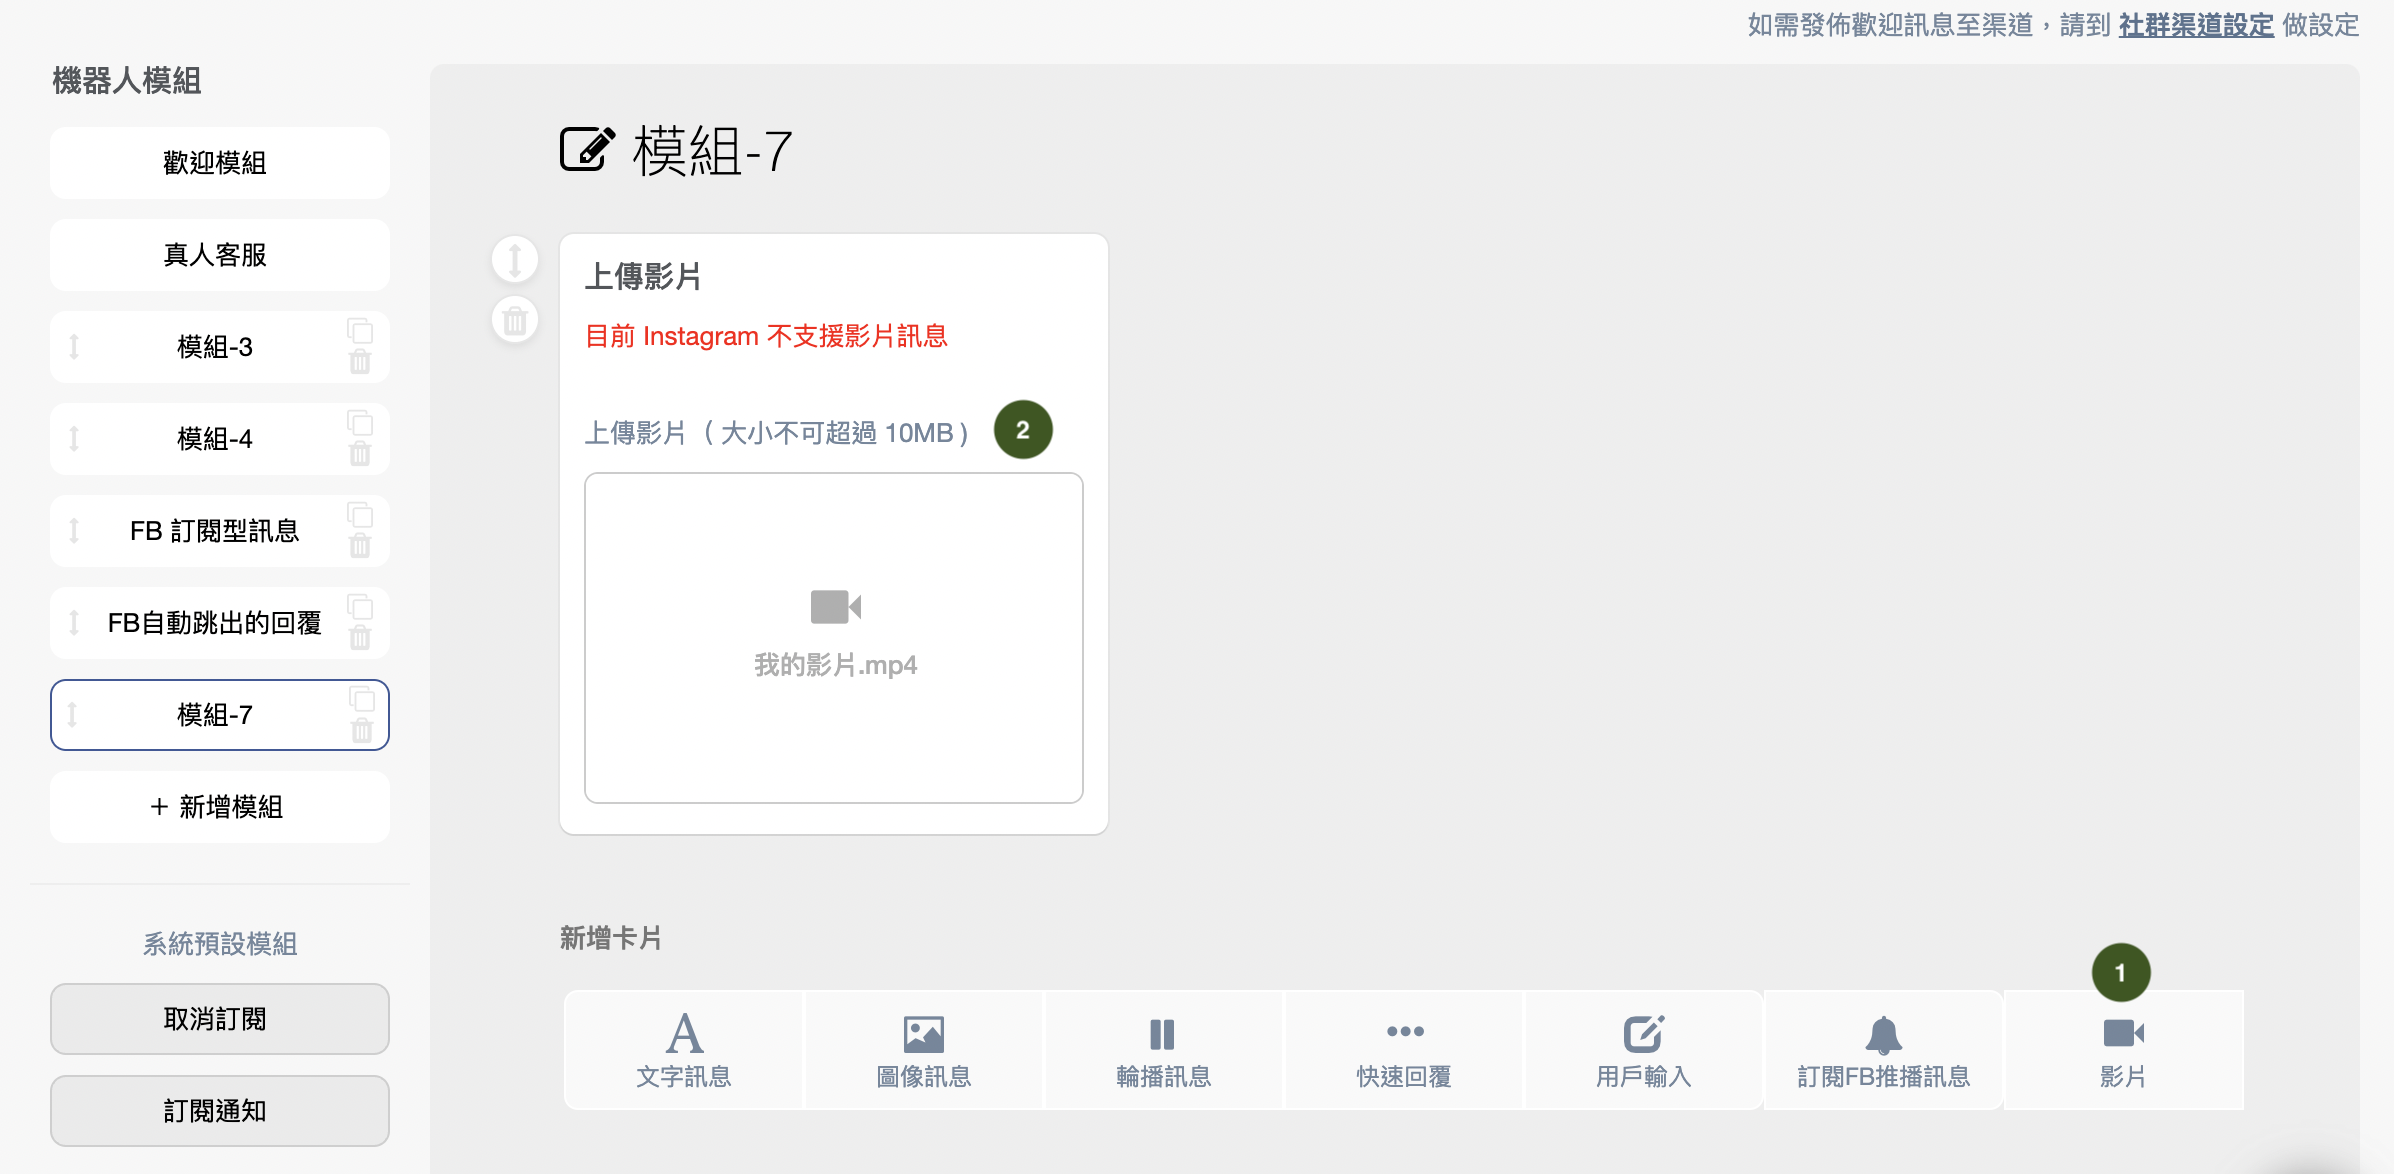 如需發佈歡迎訊息至渠道，請到 社群渠道設定 做設定
機器人模組
歡迎模組
真人客服
模組-3
模組-4
FB 訂閱型訊息
FB自動跳出的回覆
模組-7
＋ 新增模組
系統預設模組
取消訂閱
訂閱通知
模組-7
上傳影片
目前 Instagram 不支援影片訊息
上傳影片（ 大小不可超過 10MB ）
2
我的影片.mp4
新增卡片
1
文字訊息
圖像訊息
輪播訊息
快速回覆
用戶輸入
訂閱FB推播訊息
影片